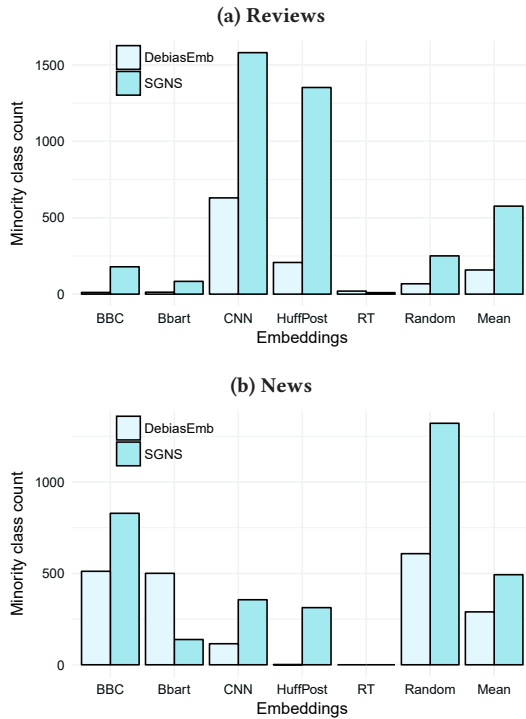 (a) Reviews
DebiasEmb
SGNS
Minority class count
1500
1000
500
0
BBC Bbart CNN HuffPost RT Random Mean
Embeddings
(b) News
DebiasEmb
SGNS
Minority class count
1000
500
0
BBC Bbart CNN HuffPost RT Random Mean
Embeddings